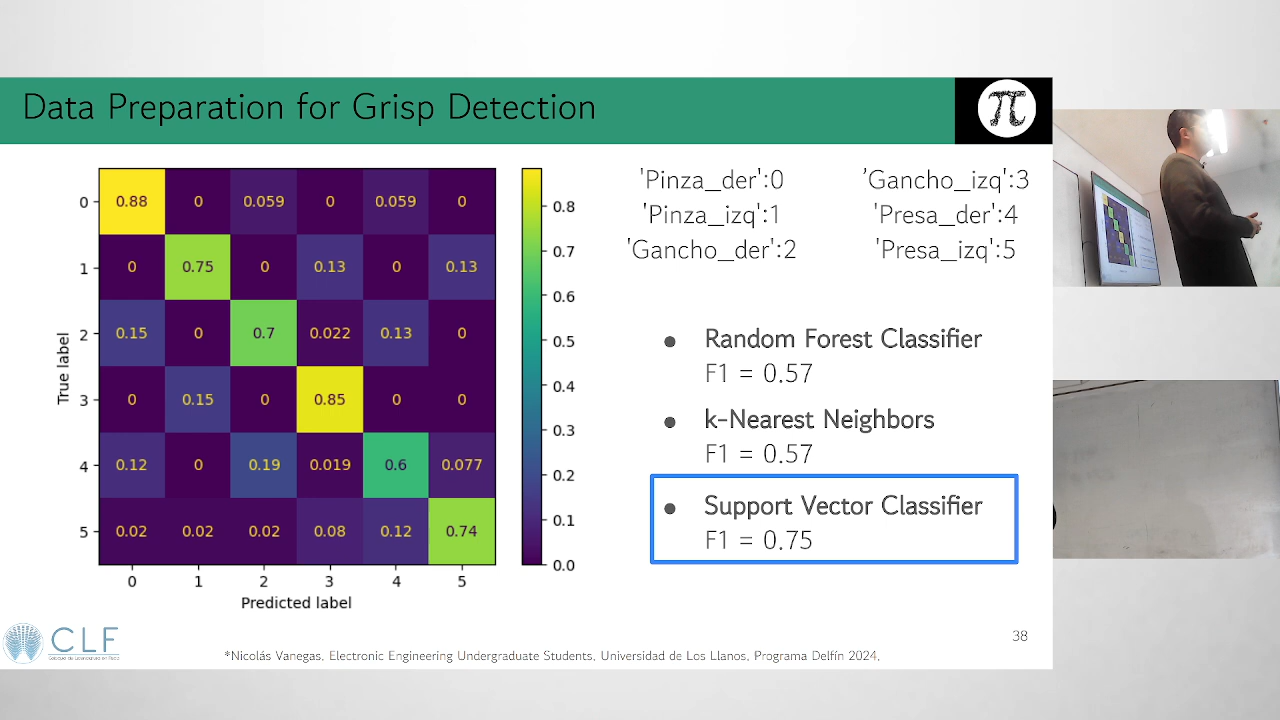 Data Preparation for Grisp Detection
π
0 0.88 0 0.059 0 0.059 0
1 0 0.75 0 0.13 0 0.13
2 0.15 0 0.7 0.022 0.13 0
3 0 0.15 0 0.85 0 0
4 0.12 0 0.19 0.019 0.6 0.077
5 0.02 0.02 0.02 0.08 0.12 0.74
0 1 2 3 4 5
True label
Predicted label
0.8
0.7
0.6
0.5
0.4
0.3
0.2
0.1
0.0
'Pinza_der':0
'Pinza_izq':1
'Gancho_der':2
'Gancho_izq':3
'Presa_der':4
'Presa_izq':5
● Random Forest Classifier
F1 = 0.57
● k-Nearest Neighbors
F1 = 0.57
● Support Vector Classifier
F1 = 0.75
38
CLF
*Nicolás Vanegas, Electronic Engineering Undergraduate Students, Universidad de Los Llanos, Programa Delfín 2024.